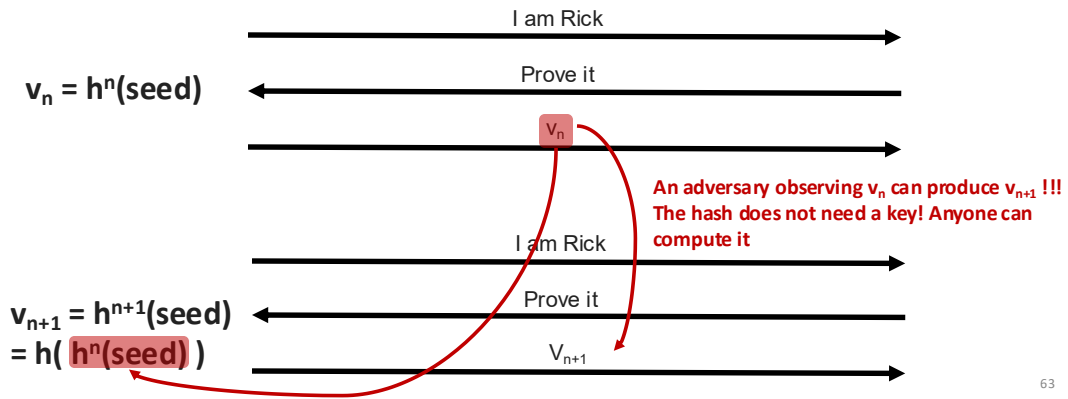 I am Rick
Prove it
vₙ = hⁿ(seed)
vₙ
An adversary observing vₙ can produce vₙ₊₁ !!!
The hash does not need a key! Anyone can
compute it
I am Rick
Prove it
vₙ₊₁ = hⁿ⁺¹(seed)
= h( hⁿ(seed) )
Vₙ₊₁
63